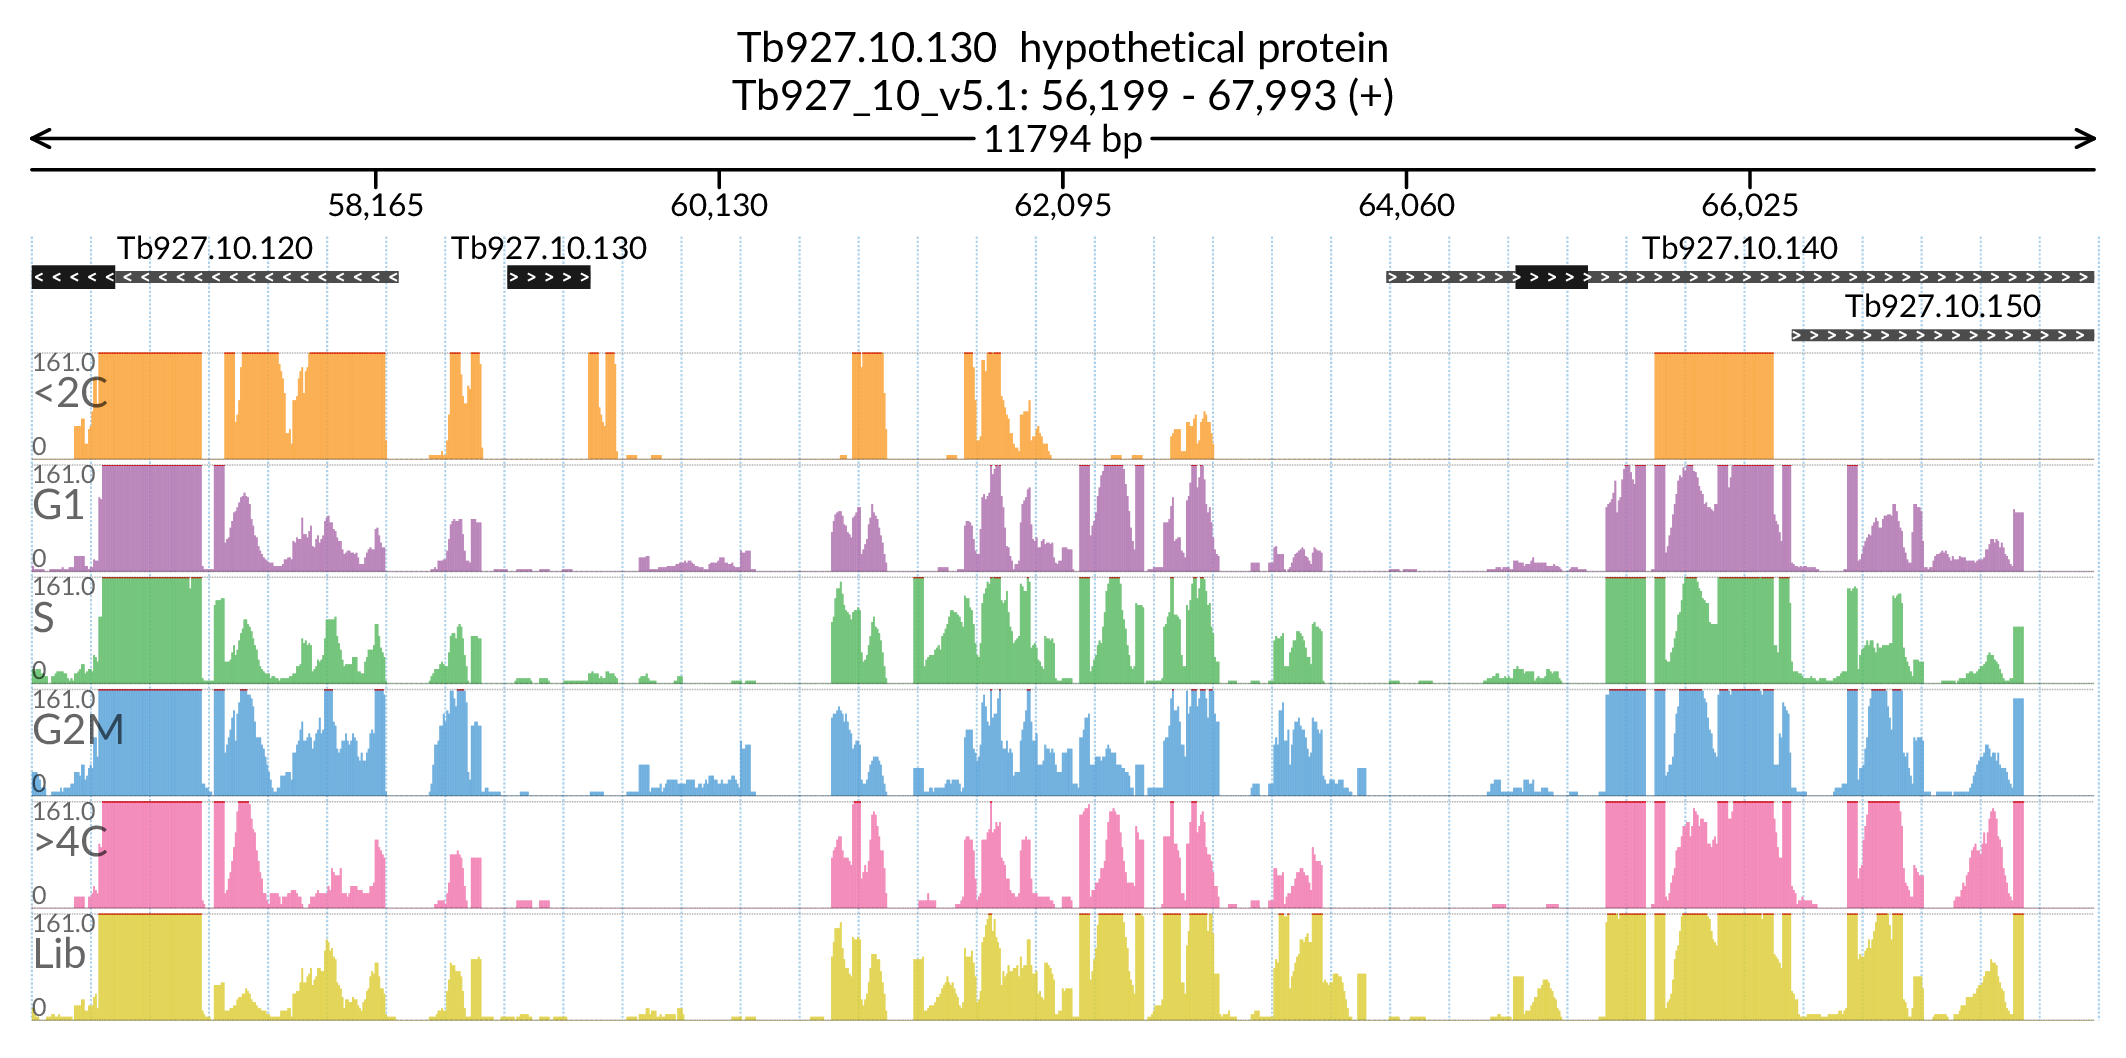 Tb927.10.130  hypothetical protein
Tb927_10_v5.1: 56,199 - 67,993 (+)
11794 bp
58,165 60,130 62,095 64,060 66,025
Tb927.10.120 Tb927.10.130 Tb927.10.140
Tb927.10.150
161.0
<2C
0
161.0
G1
0
161.0
S
0
161.0
G2M
0
161.0
>4C
0
161.0
Lib
0